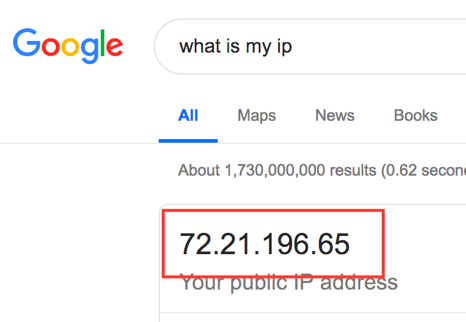 Google
what is my ip
All Maps News Books
About 1,730,000,000 results (0.62 secon
72.21.196.65
Your public IP address